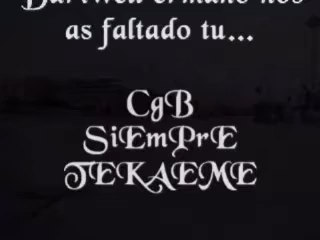 ermano nos
as faltado tu...
CgB
SiEmPrE
TEKAEME